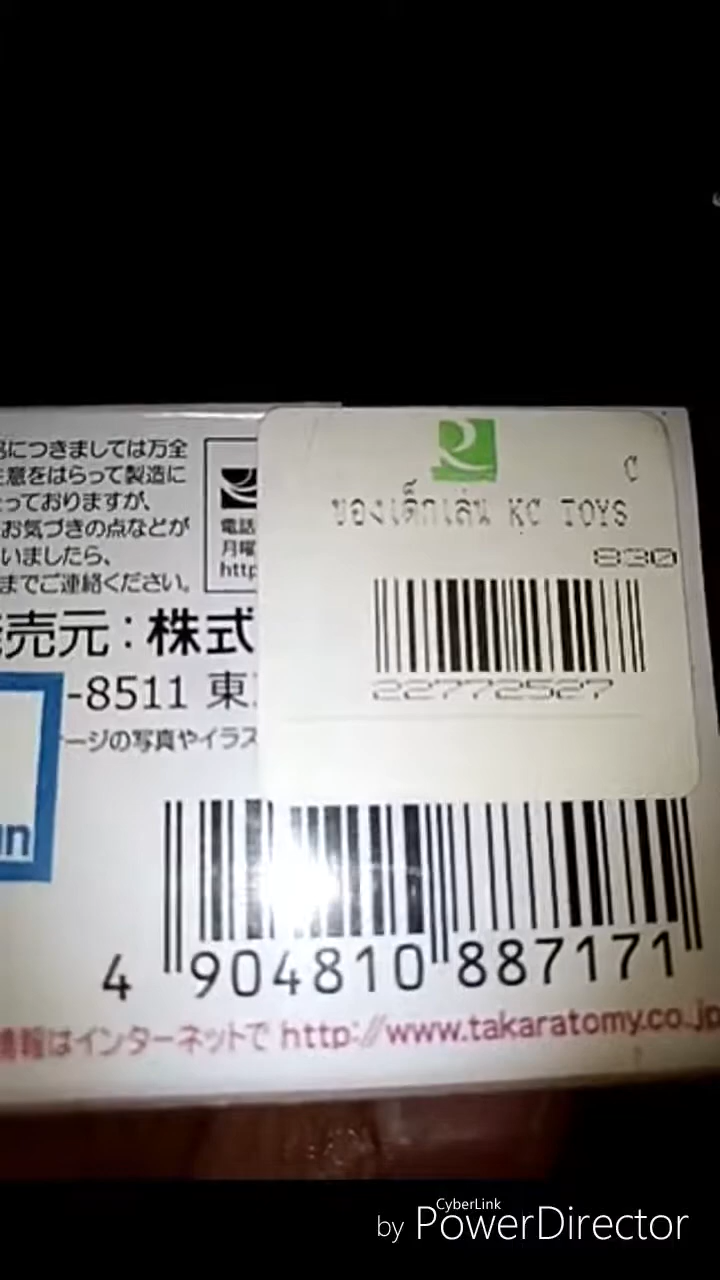 につきましては万全
意をはらって製造に
っておりますが、
お気づきの点などが
いましたら、
までご連絡ください。
電話
月曜
http
売元：株式
-8511 東
ージの写真やイラス
C
ของเด็กเล่น KC TOYS
830
22772527
4 904810 887171
情報はインターネットで http://www.takaratomy.co.jp
CyberLink
by PowerDirector